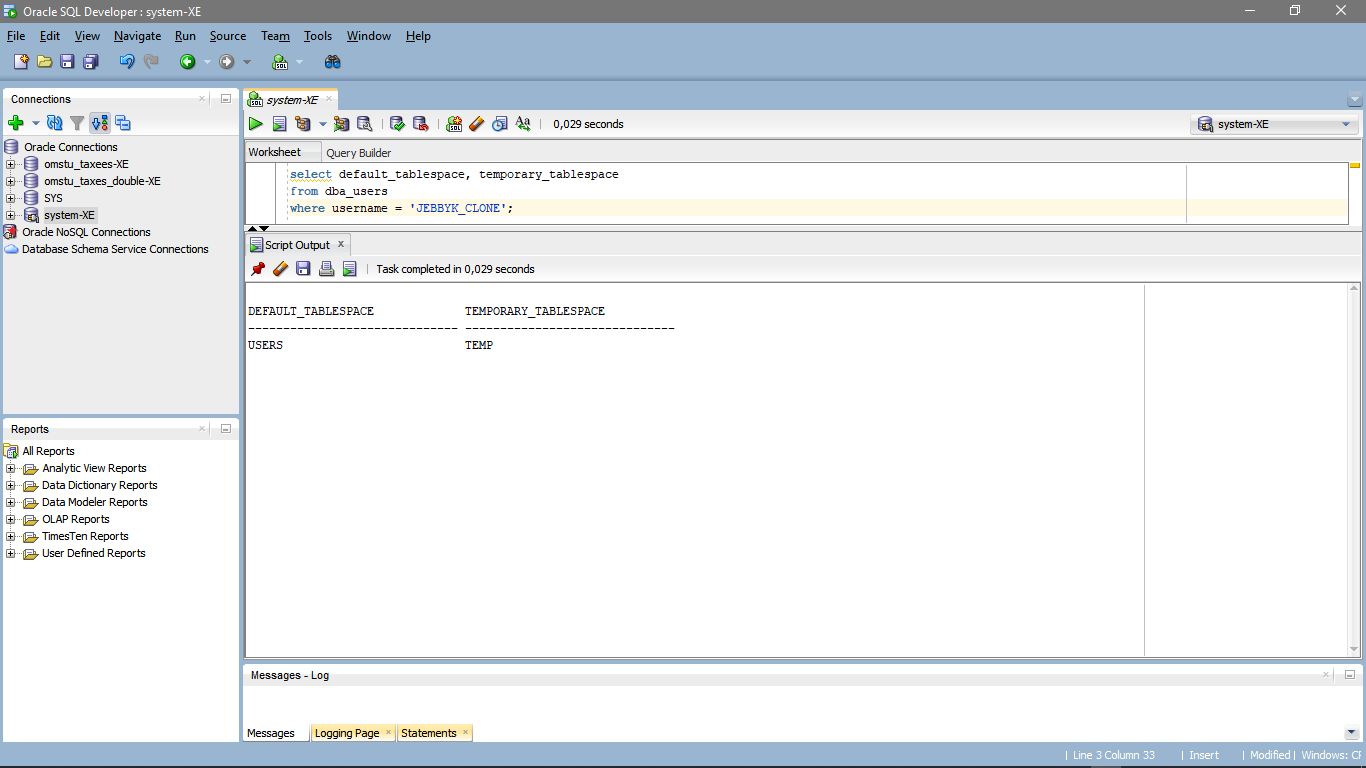 Oracle SQL Developer : system-XE
File Edit View Navigate Run Source Team Tools Window Help
Connections
Oracle Connections
omstu_taxees-XE
omstu_taxes_double-XE
SYS
system-XE
Oracle NoSQL Connections
Database Schema Service Connections
Reports
All Reports
Analytic View Reports
Data Dictionary Reports
Data Modeler Reports
OLAP Reports
TimesTen Reports
User Defined Reports
system-XE
SQL
0,029 seconds
system-XE
Worksheet Query Builder
select default_tablespace, temporary_tablespace
from dba_users
where username = 'JEBBYK_CLONE';
Script Output x
Task completed in 0,029 seconds
DEFAULT_TABLESPACE TEMPORARY_TABLESPACE
------------------------------ ------------------------------
USERS TEMP
Messages - Log
Messages Logging Page Statements
Line 3 Column 33 Insert Modified Windows: